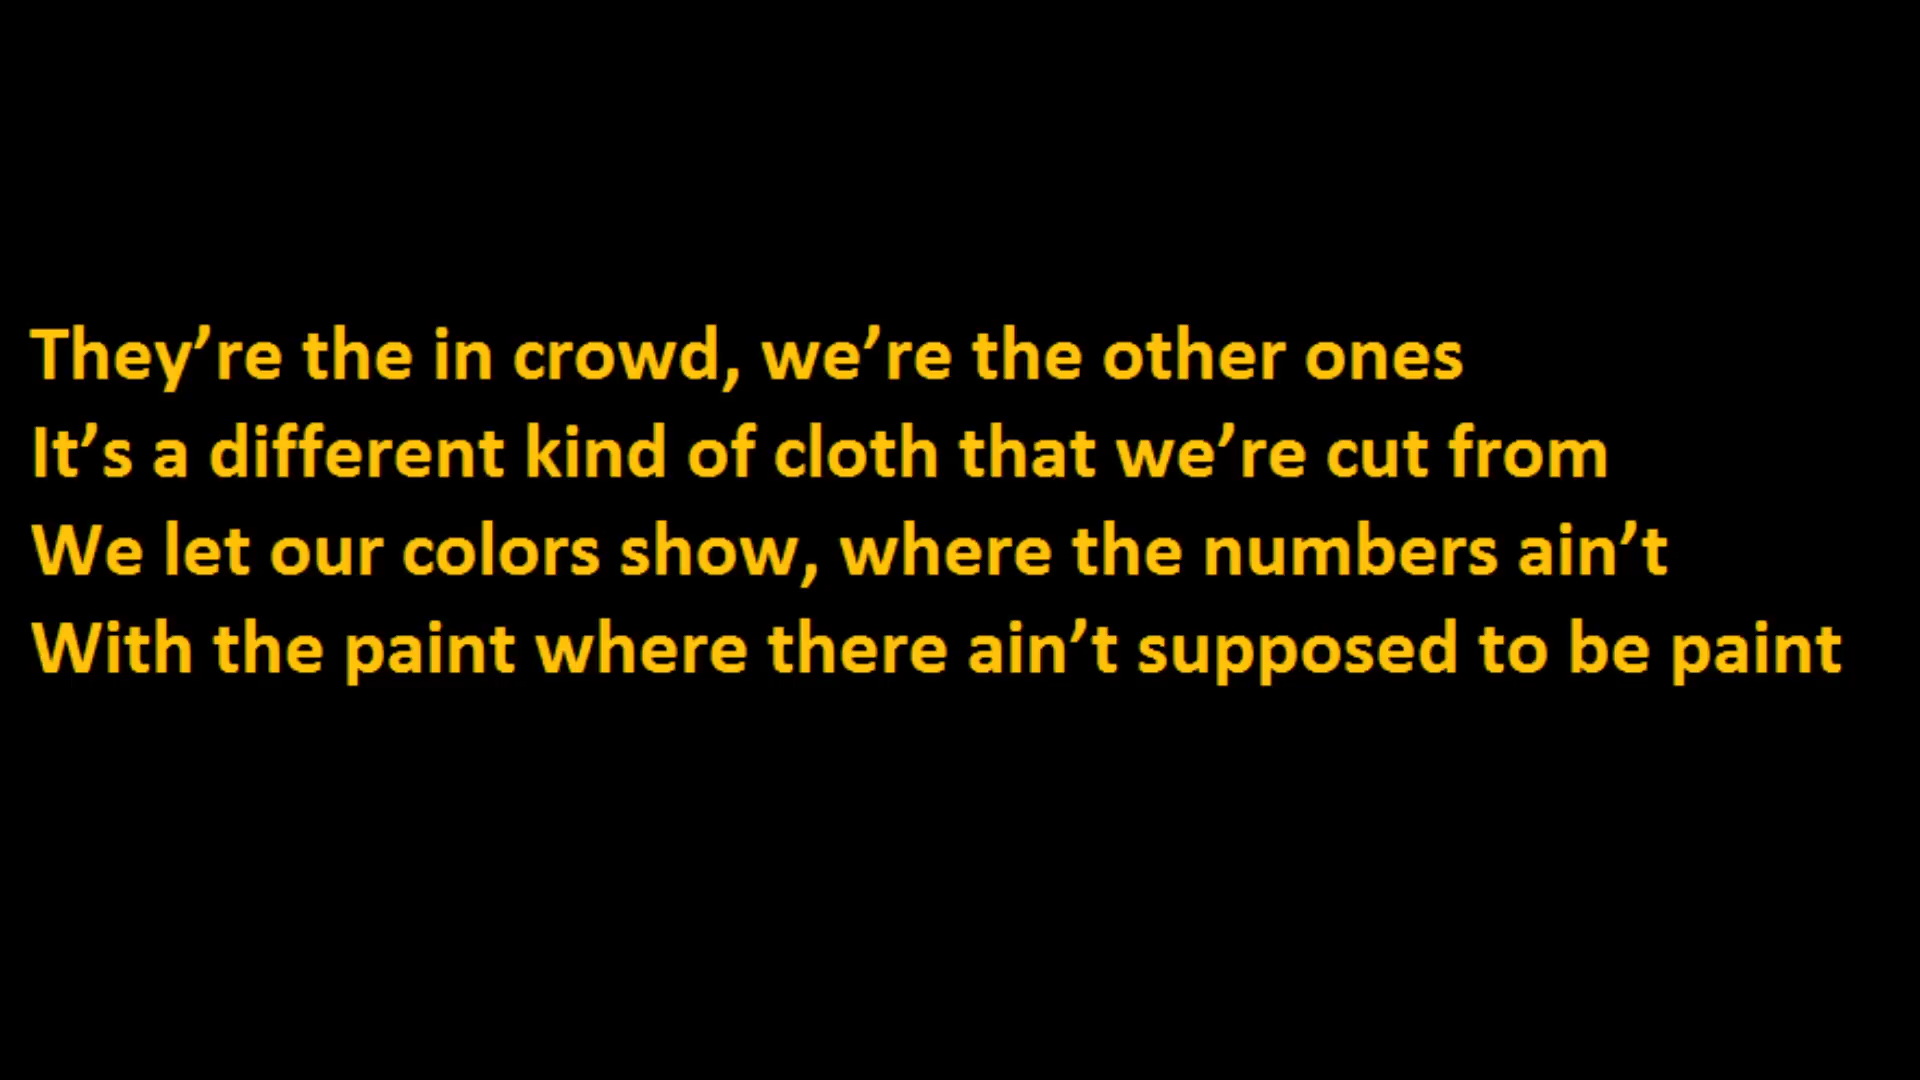 They’re the in crowd, we’re the other ones
It’s a different kind of cloth that we’re cut from
We let our colors show, where the numbers ain’t
With the paint where there ain’t supposed to be paint